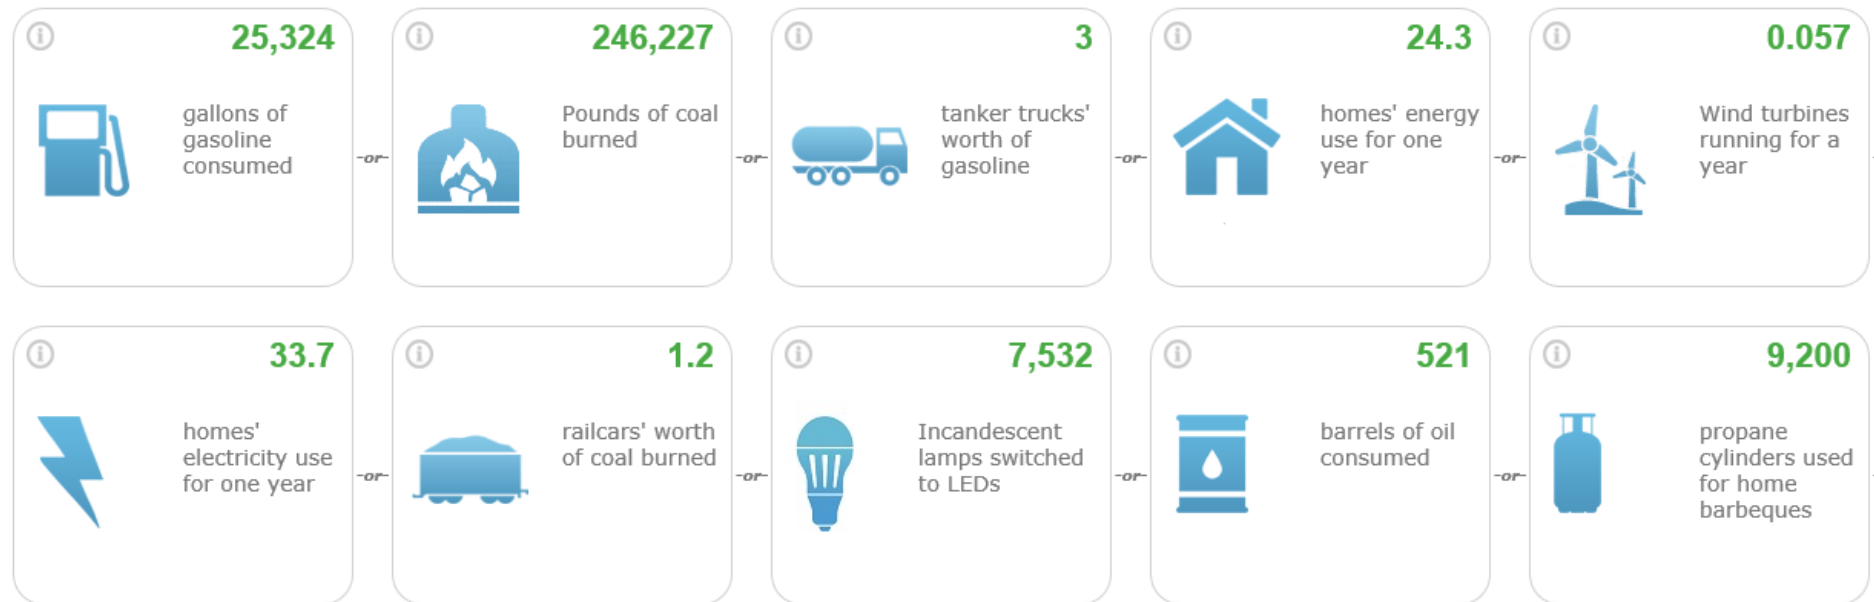 25,324
gallons of
gasoline
consumed
-or-
246,227
Pounds of coal
burned
-or-
3
tanker trucks'
worth of
gasoline
-or-
24.3
homes' energy
use for one
year
-or-
0.057
Wind turbines
running for a
year
33.7
homes'
electricity use
for one year
-or-
1.2
railcars' worth
of coal burned
-or-
7,532
Incandescent
lamps switched
to LEDs
-or-
521
barrels of oil
consumed
-or-
9,200
propane
cylinders used
for home
barbeques